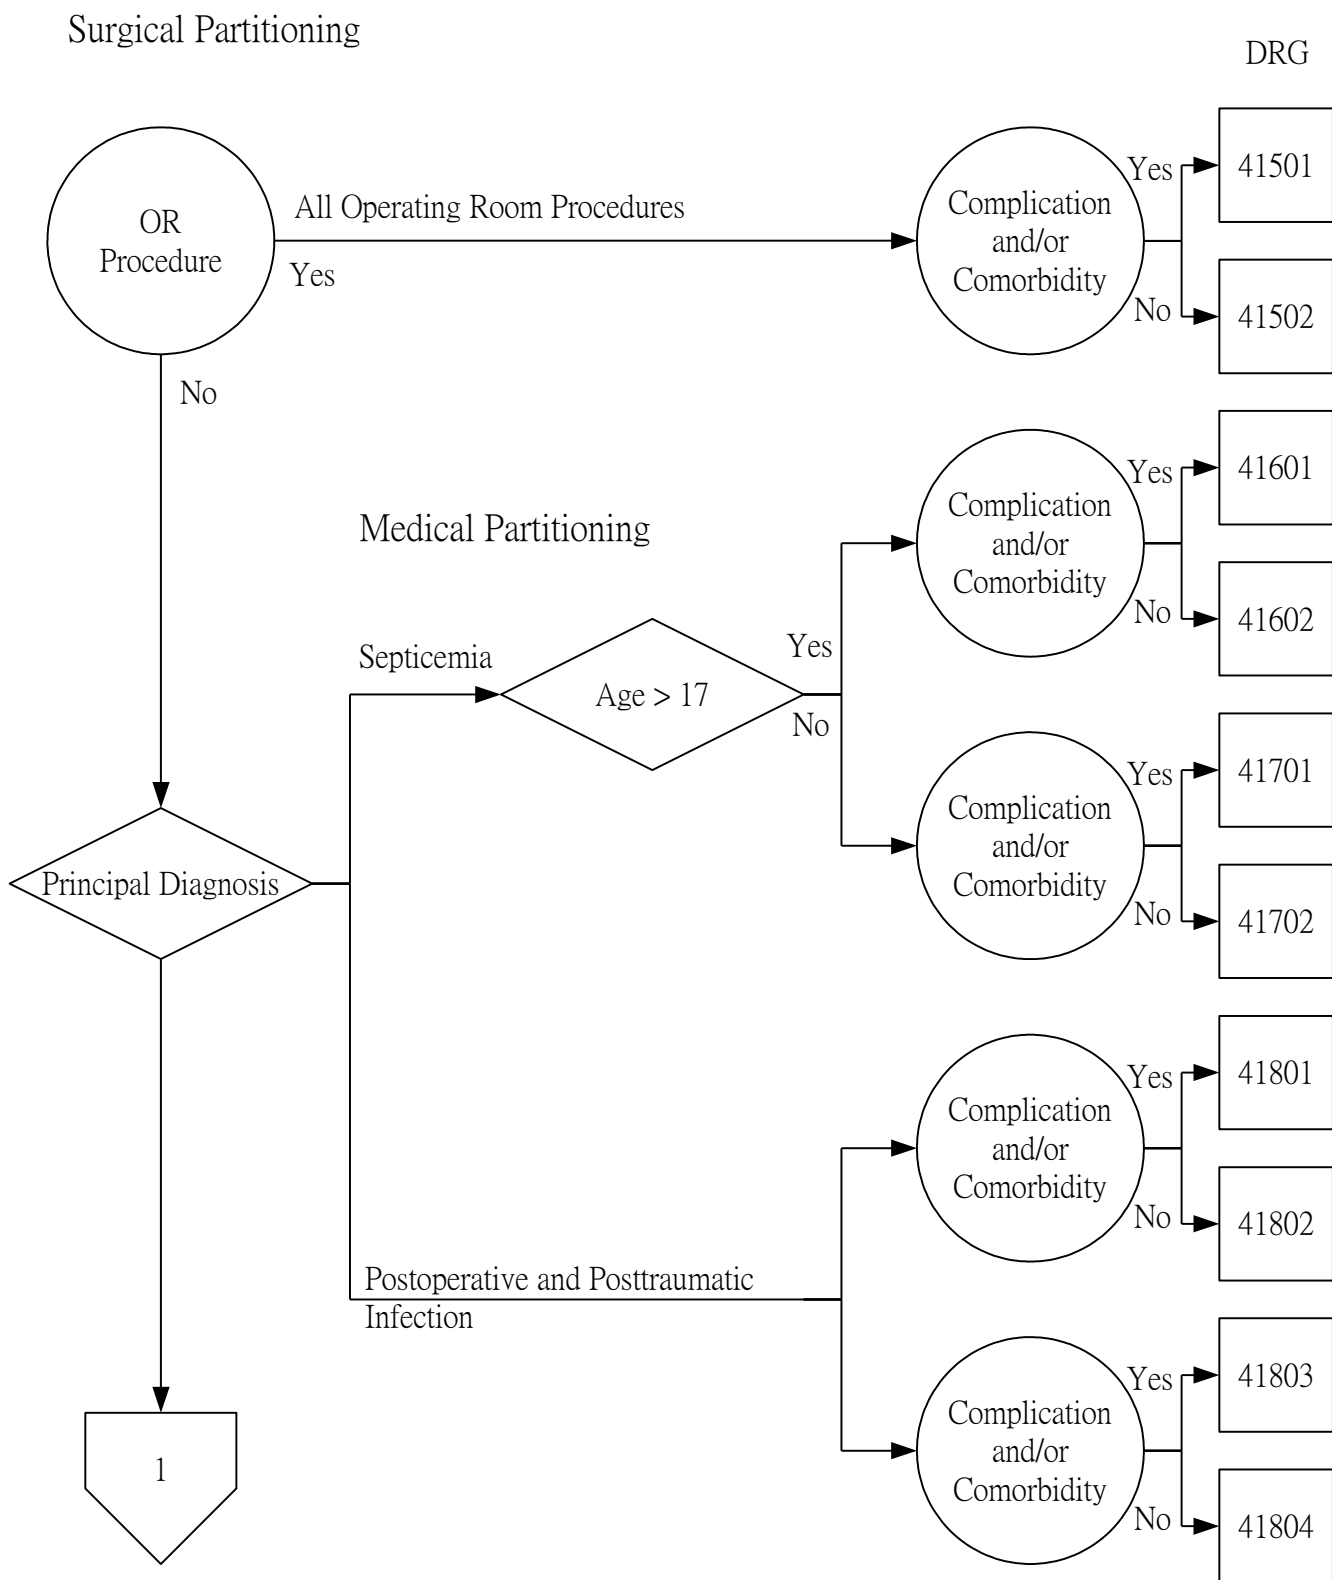 Surgical Partitioning
DRG
OR
Procedure
All Operating Room Procedures
Yes
Complication
and/or
Comorbidity
Yes
41501
No
41502
No
Medical Partitioning
Complication
and/or
Comorbidity
Yes
41601
No
41602
Septicemia
Age > 17
Yes
No
Complication
and/or
Comorbidity
Yes
41701
No
41702
Principal Diagnosis
Complication
and/or
Comorbidity
Yes
41801
No
41802
Postoperative and Posttraumatic
Infection
Complication
and/or
Comorbidity
Yes
41803
No
41804
1